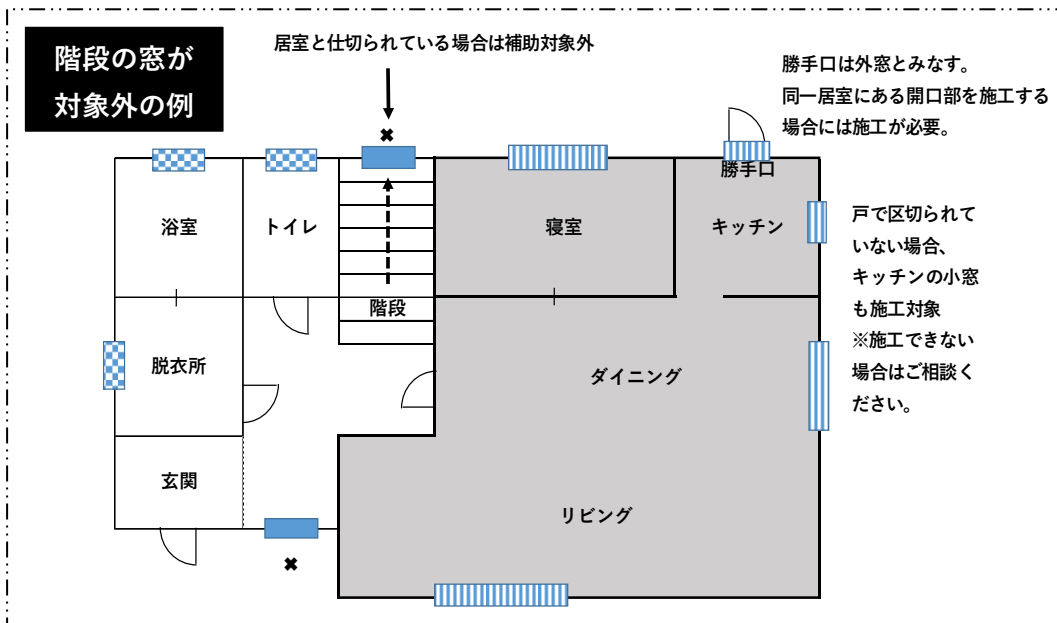 階段の窓が
対象外の例
居室と仕切られている場合は補助対象外
勝手口は外窓とみなす。
同一居室にある開口部を施工する
場合には施工が必要。
勝手口
浴室
トイレ
寝室
キッチン
戸で区切られて
いない場合、
キッチンの小窓
も施工対象
※施工できない
場合はご相談く
ださい。
階段
脱衣所
ダイニング
玄関
リビング